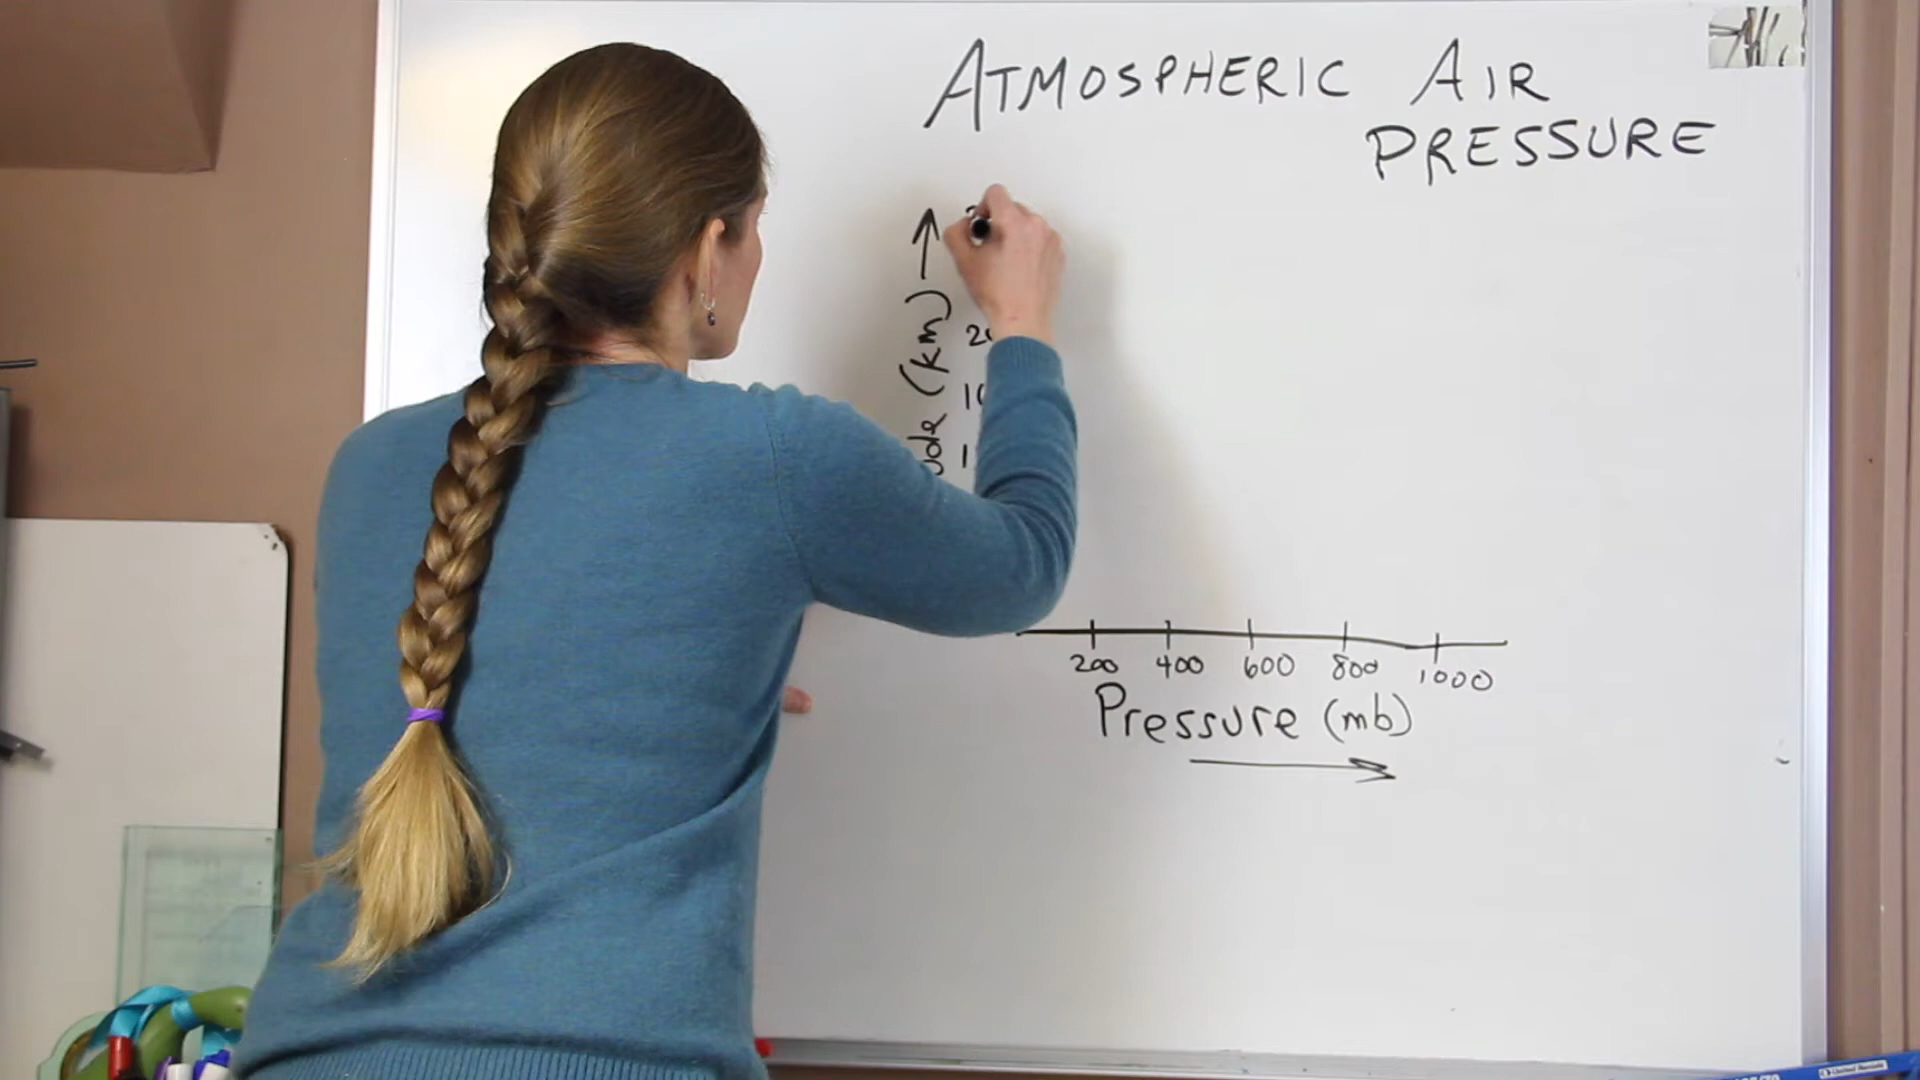 ATMOSPHERIC AIR
PRESSURE
(km)
200 400 600 800 1000
Pressure (mb)